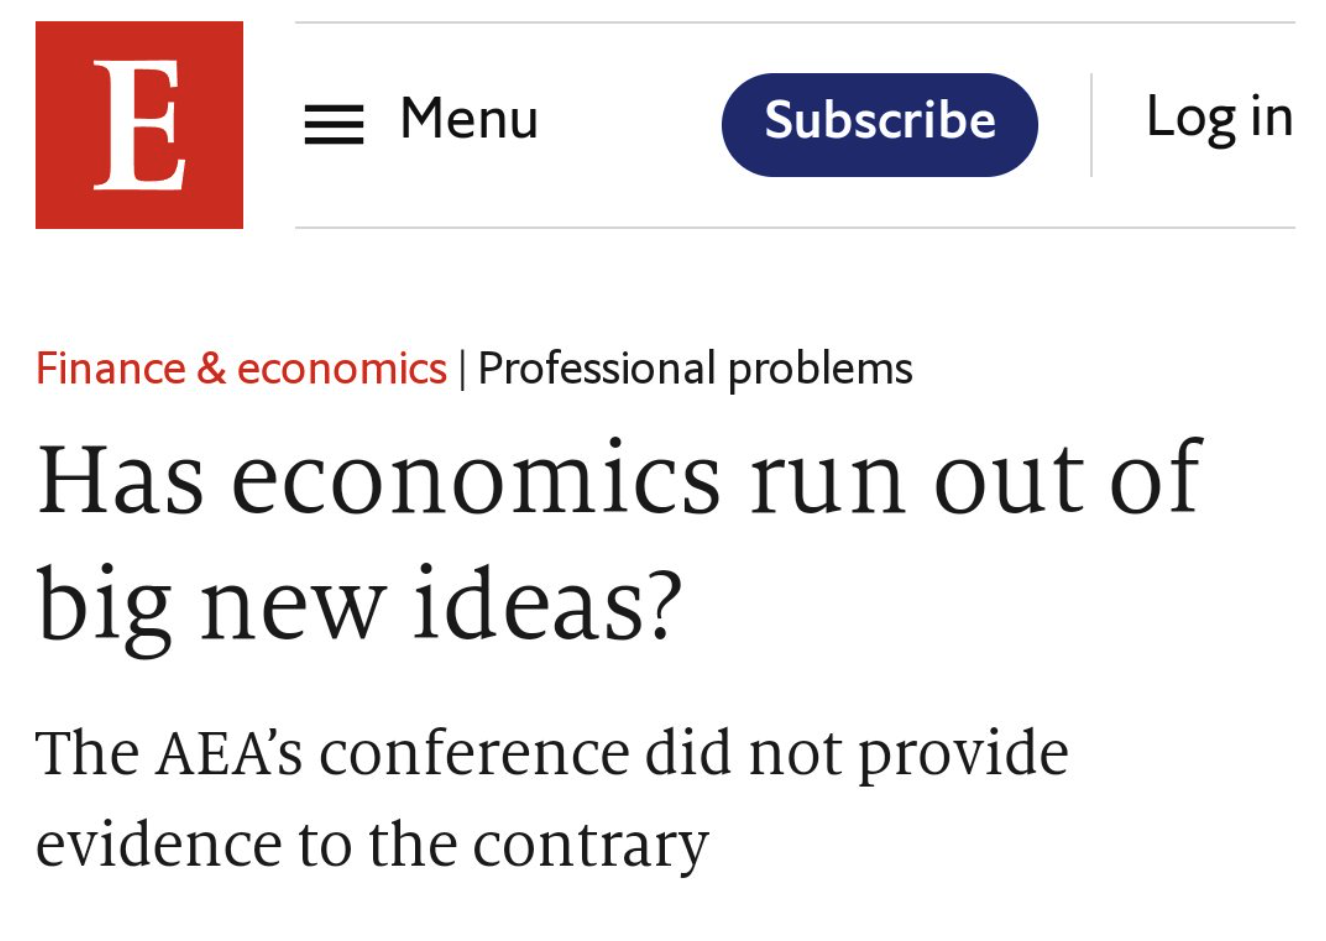 E
Menu
Subscribe
Log in
Finance & economics | Professional problems
Has economics run out of
big new ideas?
The AEA’s conference did not provide
evidence to the contrary